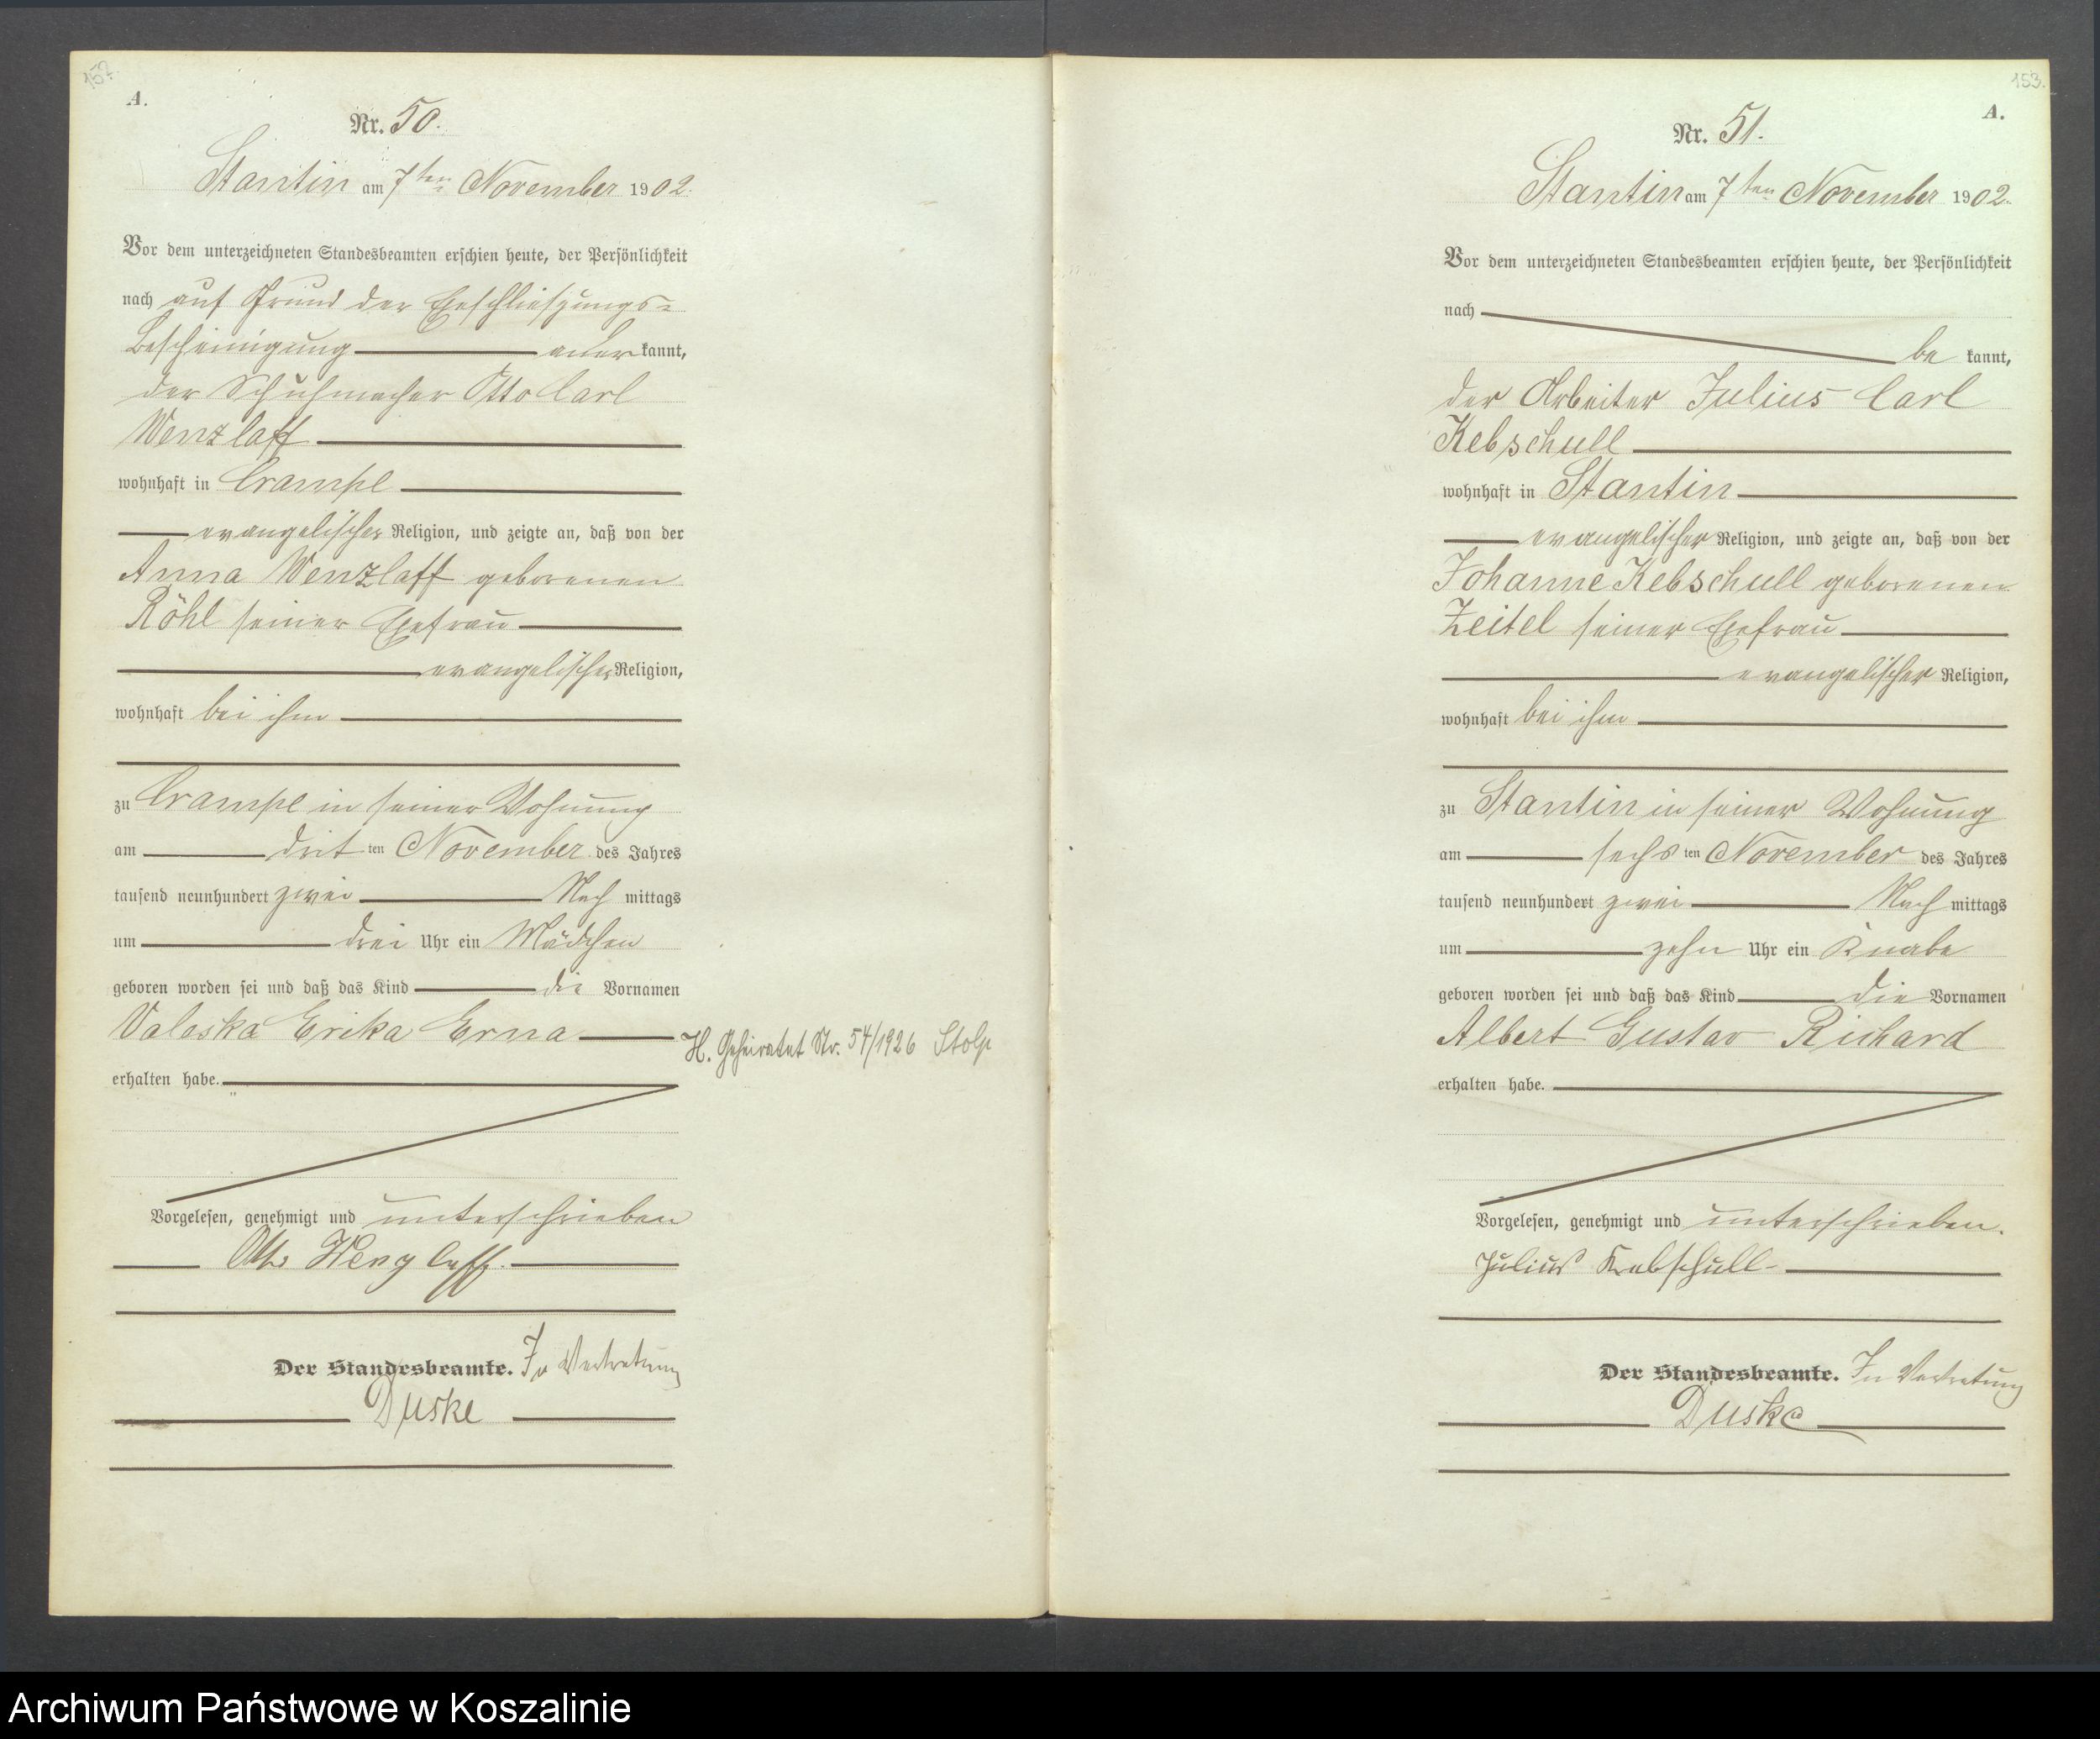 152.
A.
Nr. 50.
Stantin am 7ten November 1902.
Vor dem unterzeichneten Standesbeamten erschien heute, der Persönlichkeit
nach auf Grund der Eheschließungs=
Bescheinigung anerkannt,
der Schuhmacher Otto Carl
Wenzlaff
wohnhaft in Crampe
evangelischer Religion, und zeigte an, daß von der
Anna Wenzlaff geborenen
Röhl seiner Ehefrau
evangelischer Religion,
wohnhaft bei ihm
zu Crampe in seiner Wohnung
am dritten November des Jahres
tausend neunhundert zwei Nachmittags
um drei Uhr ein Mädchen
geboren worden sei und daß das Kind die Vornamen
Valeska Erika Erna
H. Geheiratet Nr. 54/1926 Stolp
erhalten habe.
Vorgelesen, genehmigt und unterschrieben
Otto Wenzlaff.
Der Standesbeamte. In Vertretung
Duske
153.
A.
Nr. 51.
Stantin am 7ten November 1902.
Vor dem unterzeichneten Standesbeamten erschien heute, der Persönlichkeit
nach
bekannt,
der Arbeiter Julius Carl
Kebschull
wohnhaft in Stantin
evangelischer Religion, und zeigte an, daß von der
Johanne Kebschull geborenen
Zeitel seiner Ehefrau
evangelischer Religion,
wohnhaft bei ihm
zu Stantin in seiner Wohnung
am sechsten November des Jahres
tausend neunhundert zwei Nachmittags
um zehn Uhr ein Knabe
geboren worden sei und daß das Kind die Vornamen
Albert Gustav Richard
erhalten habe.
Vorgelesen, genehmigt und unterschrieben.
Julius Kebschull
Der Standesbeamte. In Vertretung
Duske
Archiwum Państwowe w Koszalinie